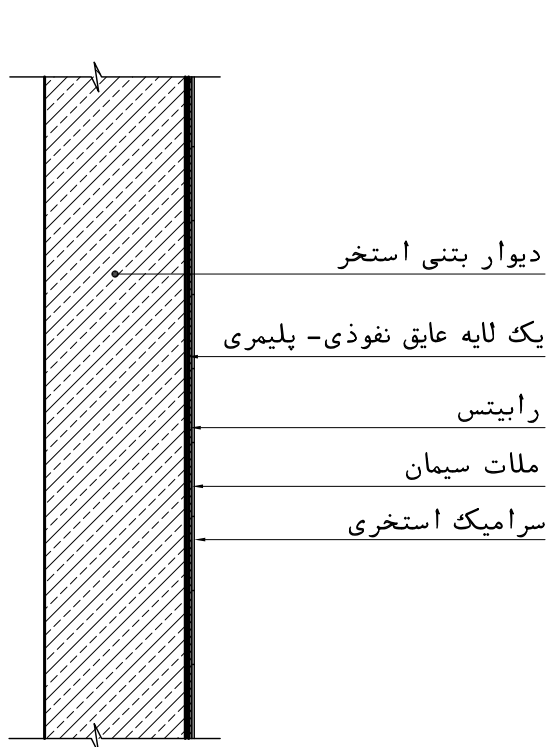 دیوار بتنی استخر
یک لایه عایق نفوذی- پلیمری
رابیتس
ملات سیمان
سرامیک استخری